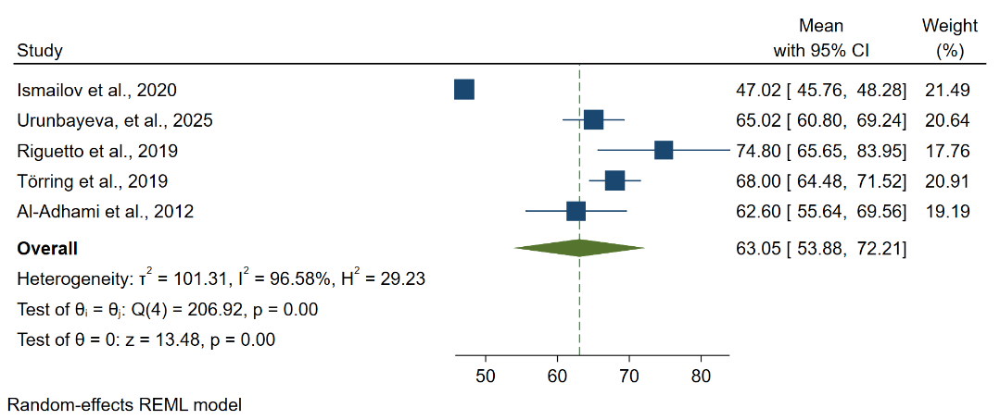 Mean Weight
Study with 95% CI (%)
Ismailov et al., 2020 47.02 [ 45.76, 48.28] 21.49
Urunbayeva, et al., 2025 65.02 [ 60.80, 69.24] 20.64
Riguetto et al., 2019 74.80 [ 65.65, 83.95] 17.76
Törring et al., 2019 68.00 [ 64.48, 71.52] 20.91
Al-Adhami et al., 2012 62.60 [ 55.64, 69.56] 19.19
Overall 63.05 [ 53.88, 72.21]
Heterogeneity: τ² = 101.31, I² = 96.58%, H² = 29.23
Test of θᵢ = θⱼ: Q(4) = 206.92, p = 0.00
Test of θ = 0: z = 13.48, p = 0.00
50 60 70 80
Random-effects REML model